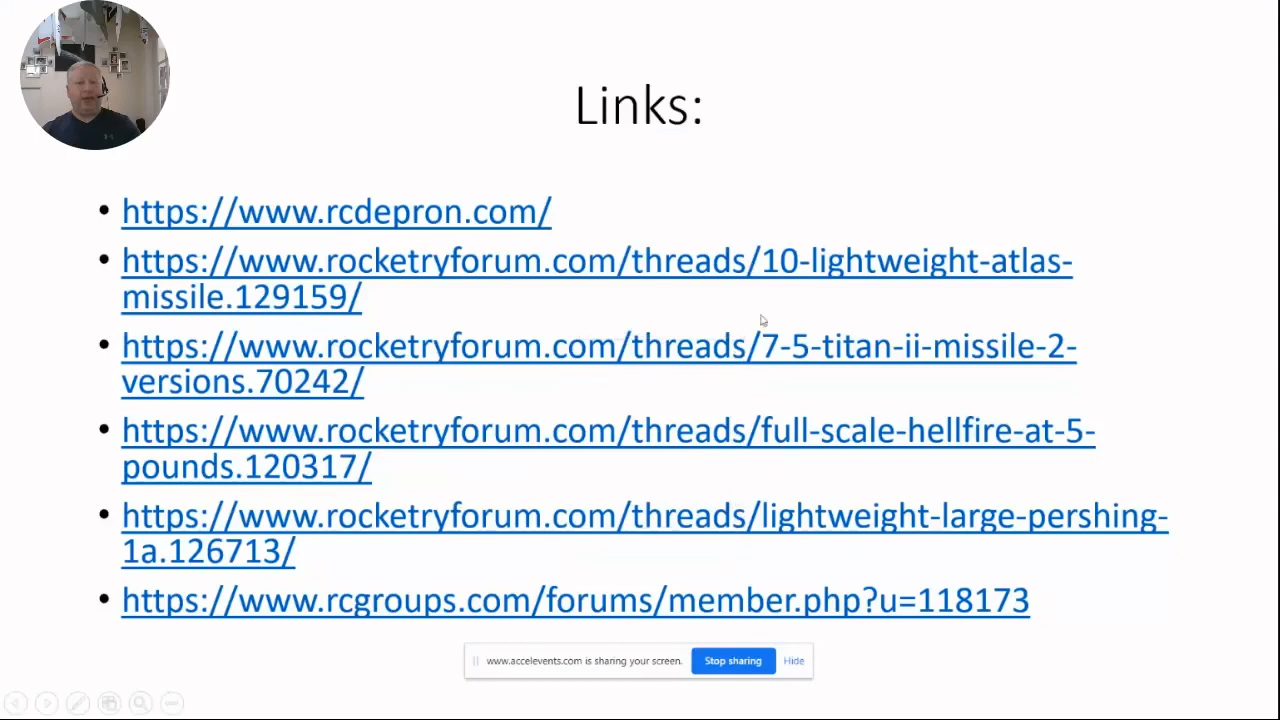 Links:
• https://www.rcdepron.com/
• https://www.rocketryforum.com/threads/10-lightweight-atlas-
missile.129159/
• https://www.rocketryforum.com/threads/7-5-titan-ii-missile-2-
versions.70242/
• https://www.rocketryforum.com/threads/full-scale-hellfire-at-5-
pounds.120317/
• https://www.rocketryforum.com/threads/lightweight-large-pershing-
1a.126713/
• https://www.rcgroups.com/forums/member.php?u=118173
www.accelevents.com is sharing your screen. Stop sharing Hide